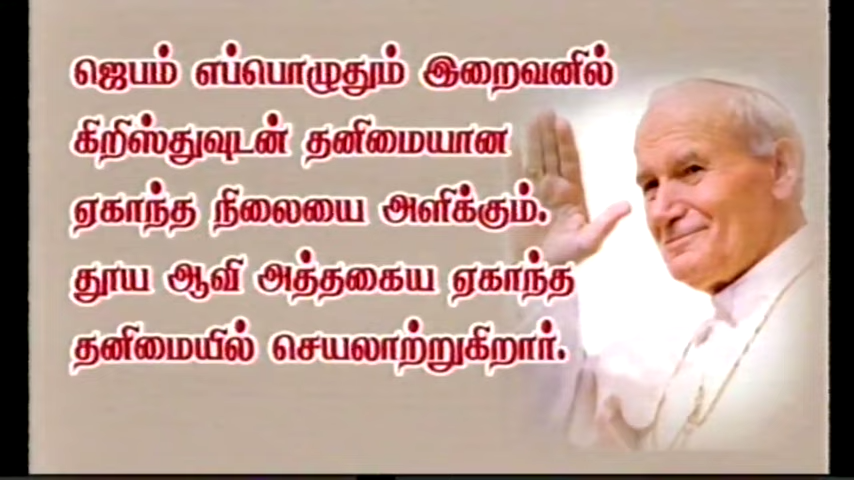 ஜெபம் எப்பொழுதும் இறைவனில்
கிறிஸ்துவுடன் தனிமையான
ஏகாந்த நிலையை அளிக்கும்.
தூய ஆவி அத்தகைய ஏகாந்த
தனிமையில் செயலாற்றுகிறார்.